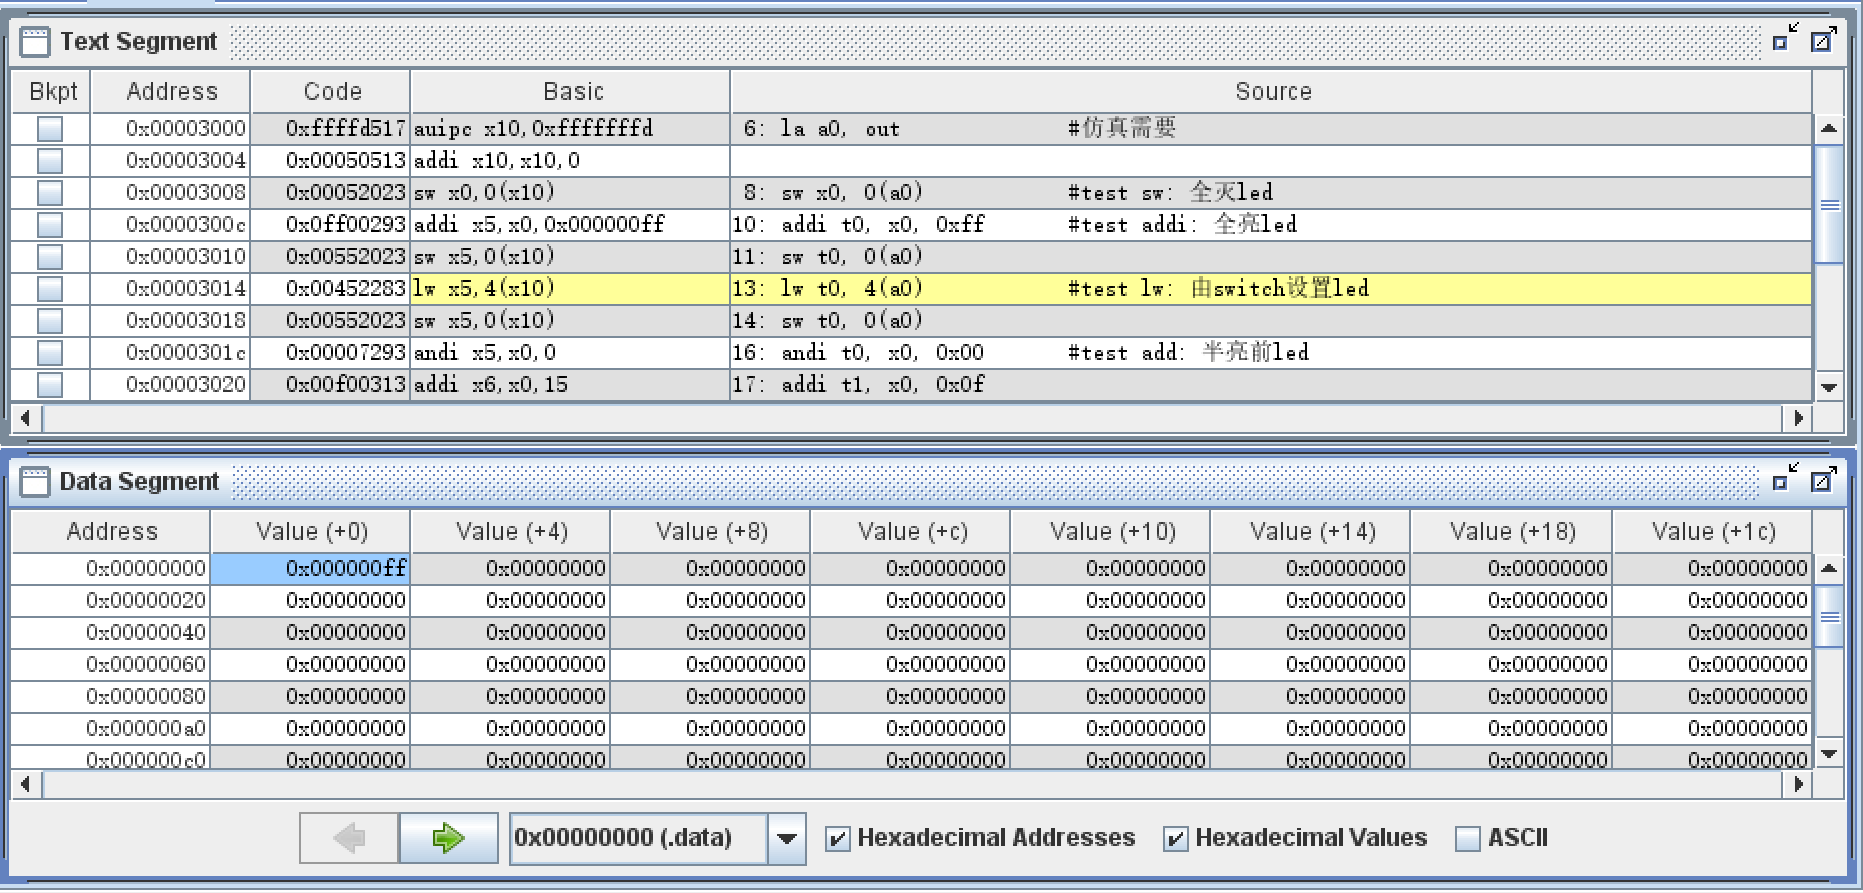 Text Segment
Bkpt Address Code Basic Source
0x00003000 0xffffd517 auipc x10,0xfffffffd 6: la a0, out #仿真需要
0x00003004 0x00050513 addi x10,x10,0
0x00003008 0x00052023 sw x0,0(x10) 8: sw x0, 0(a0) #test sw: 全灭led
0x0000300c 0x0ff00293 addi x5,x0,0x000000ff 10: addi t0, x0, 0xff #test addi: 全亮led
0x00003010 0x00552023 sw x5,0(x10) 11: sw t0, 0(a0)
0x00003014 0x00452283 lw x5,4(x10) 13: lw t0, 4(a0) #test lw: 由switch设置led
0x00003018 0x00552023 sw x5,0(x10) 14: sw t0, 0(a0)
0x0000301c 0x00007293 andi x5,x0,0 16: andi t0, x0, 0x00 #test add: 半亮前led
0x00003020 0x00f00313 addi x6,x0,15 17: addi t1, x0, 0x0f
Data Segment
Address Value (+0) Value (+4) Value (+8) Value (+c) Value (+10) Value (+14) Value (+18) Value (+1c)
0x00000000 0x000000ff 0x00000000 0x00000000 0x00000000 0x00000000 0x00000000 0x00000000 0x00000000
0x00000020 0x00000000 0x00000000 0x00000000 0x00000000 0x00000000 0x00000000 0x00000000 0x00000000
0x00000040 0x00000000 0x00000000 0x00000000 0x00000000 0x00000000 0x00000000 0x00000000 0x00000000
0x00000060 0x00000000 0x00000000 0x00000000 0x00000000 0x00000000 0x00000000 0x00000000 0x00000000
0x00000080 0x00000000 0x00000000 0x00000000 0x00000000 0x00000000 0x00000000 0x00000000 0x00000000
0x000000a0 0x00000000 0x00000000 0x00000000 0x00000000 0x00000000 0x00000000 0x00000000 0x00000000
0x000000c0 0x00000000 0x00000000 0x00000000 0x00000000 0x00000000 0x00000000 0x00000000 0x00000000
0x00000000 (.data) Hexadecimal Addresses Hexadecimal Values ASCII